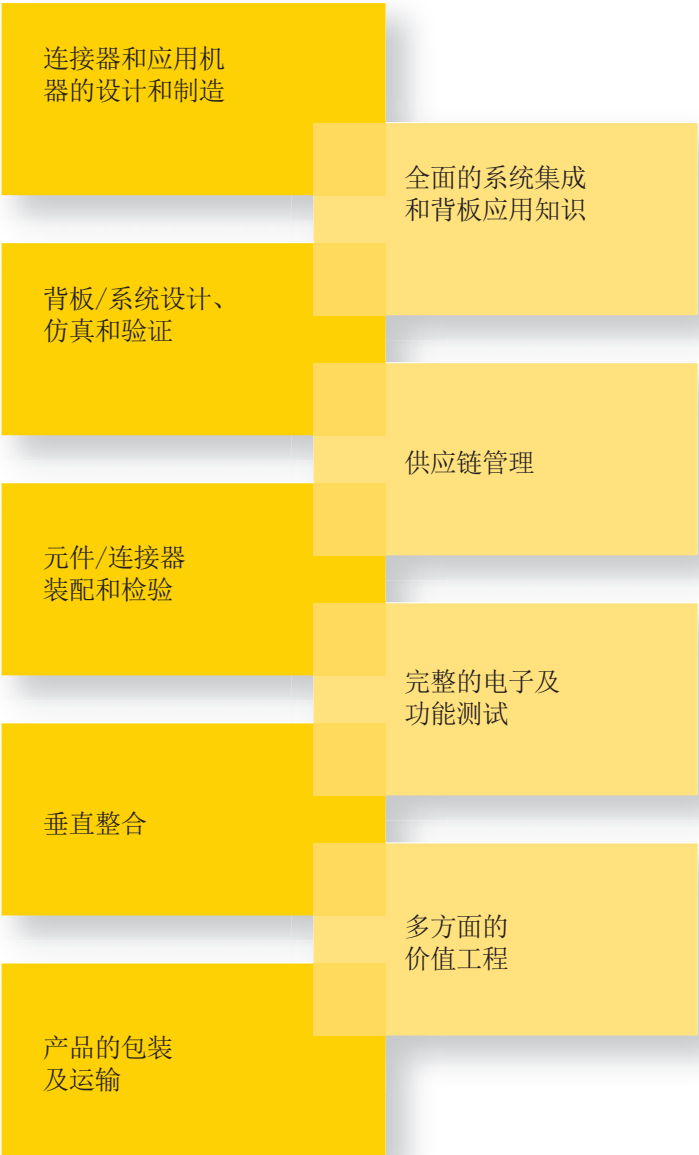 连接器和应用机
器的设计和制造
全面的系统集成
和背板应用知识
背板/系统设计、
仿真和验证
供应链管理
元件/连接器
装配和检验
完整的电子及
功能测试
垂直整合
多方面的
价值工程
产品的包装
及运输